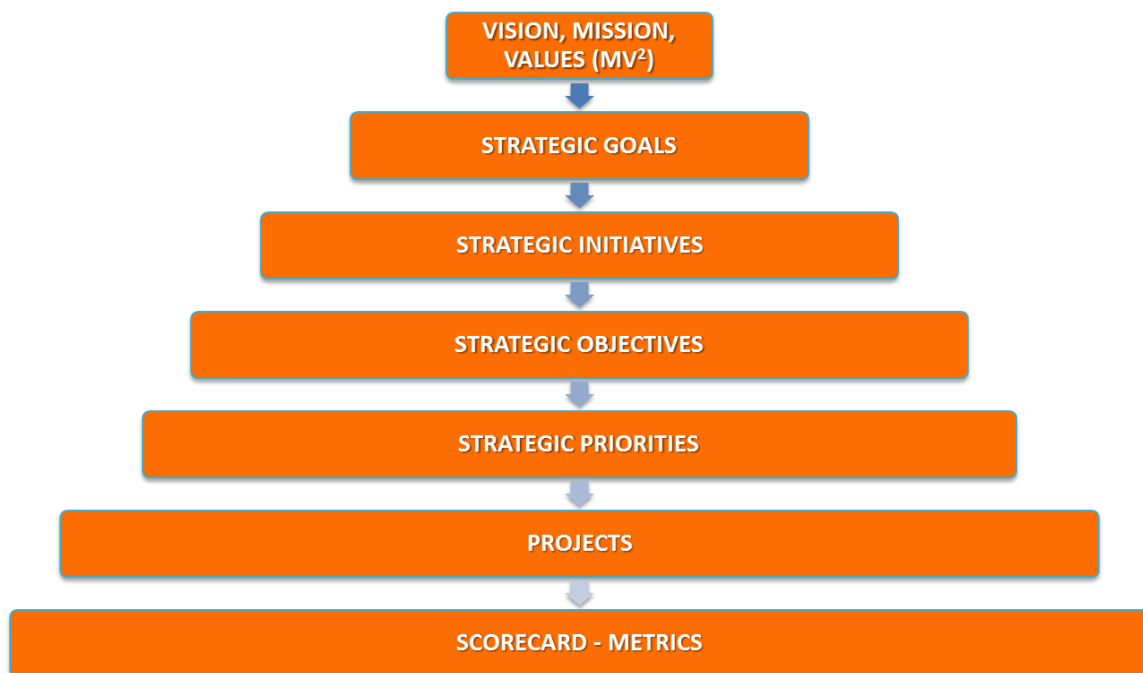 VISION, MISSION,
VALUES (MV²)
STRATEGIC GOALS
STRATEGIC INITIATIVES
STRATEGIC OBJECTIVES
STRATEGIC PRIORITIES
PROJECTS
SCORECARD - METRICS